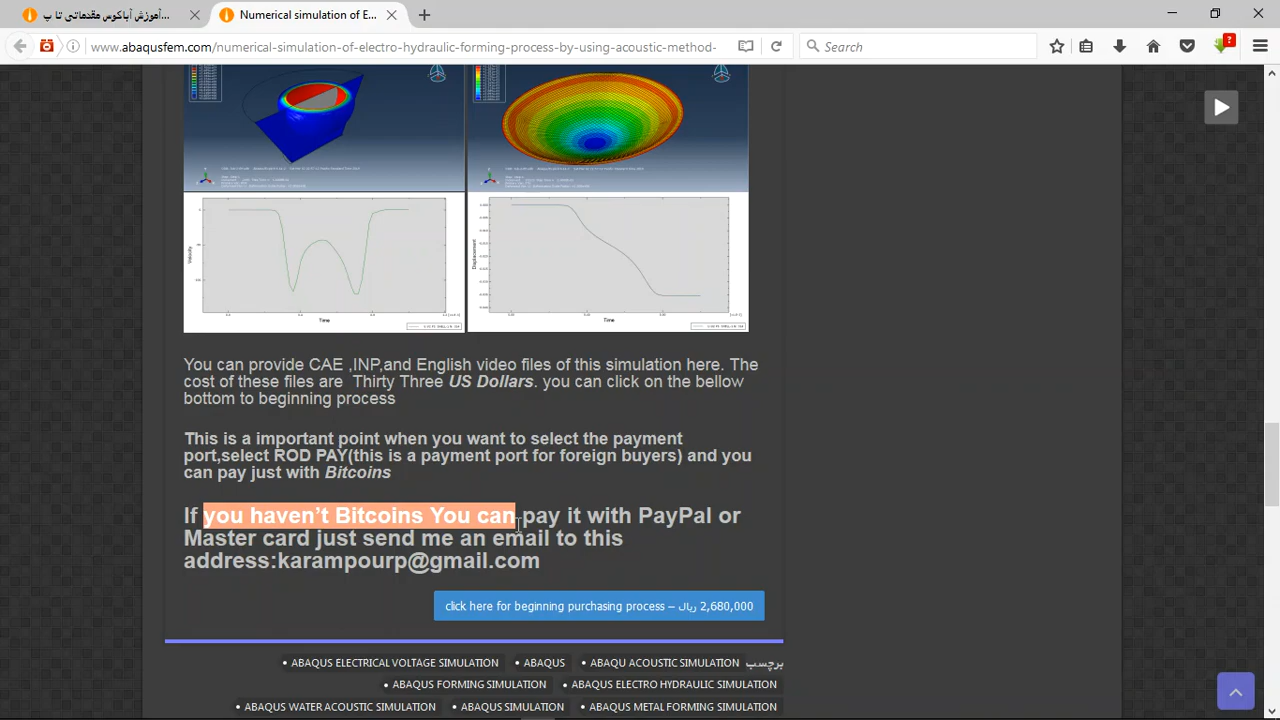 آموزش آباکوس مقدماتی تا پ...
Numerical simulation of E...
www.abaqusfem.com/numerical-simulation-of-electro-hydraulic-forming-process-by-using-acoustic-method-
Search
?
Velocity
Time
Displacement
Time
You can provide CAE ,INP,and English video files of this simulation here. The
cost of these files are Thirty Three US Dollars. you can click on the bellow
bottom to beginning process
This is a important point when you want to select the payment
port,select ROD PAY(this is a payment port for foreign buyers) and you
can pay just with Bitcoins
If you haven’t Bitcoins You can pay it with PayPal or
Master card just send me an email to this
address:karampourp@gmail.com
click here for beginning purchasing process – 2,680,000 ریال
برچسب • ABAQU ACOUSTIC SIMULATION • ABAQUS • ABAQUS ELECTRICAL VOLTAGE SIMULATION
• ABAQUS ELECTRO HYDRAULIC SIMULATION • ABAQUS FORMING SIMULATION
• ABAQUS METAL FORMING SIMULATION • ABAQUS SIMULATION • ABAQUS WATER ACOUSTIC SIMULATION